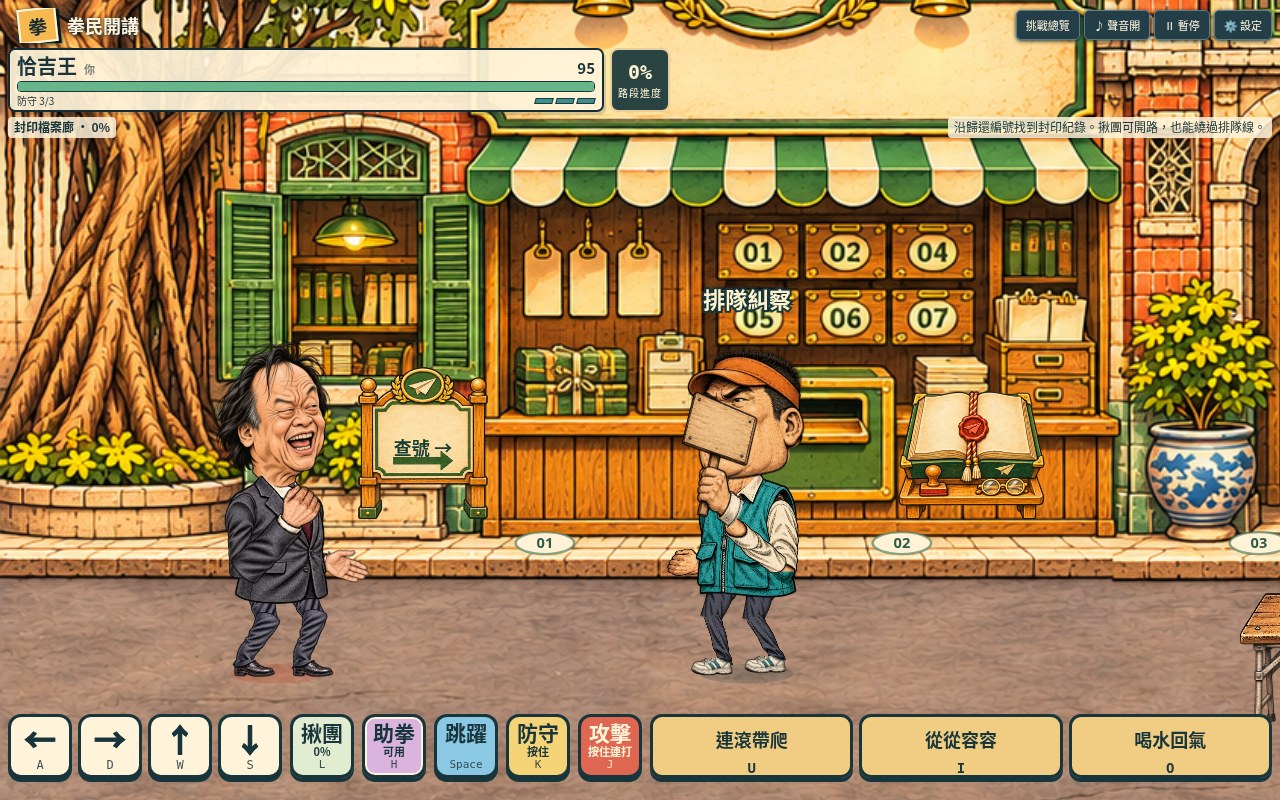 拳 拳民開講
挑戰總覽 ♪ 聲音開 ⏸ 暫停 ⚙ 設定
恰吉王 你 95
防守 3/3
0%
路段進度
封印檔案廊 · 0%
沿歸還編號找到封印紀錄。揪團可開路，也能繞過排隊線。
01 02 04
排隊糾察
05 06 07
查號→
01 02 03
← → ↑ ↓ 揪團 助拳 跳躍 防守 攻擊 連滾帶爬 從從容容 喝水回氣
0% 可用 按住 按住連打
A D W S L H Space K J U I O